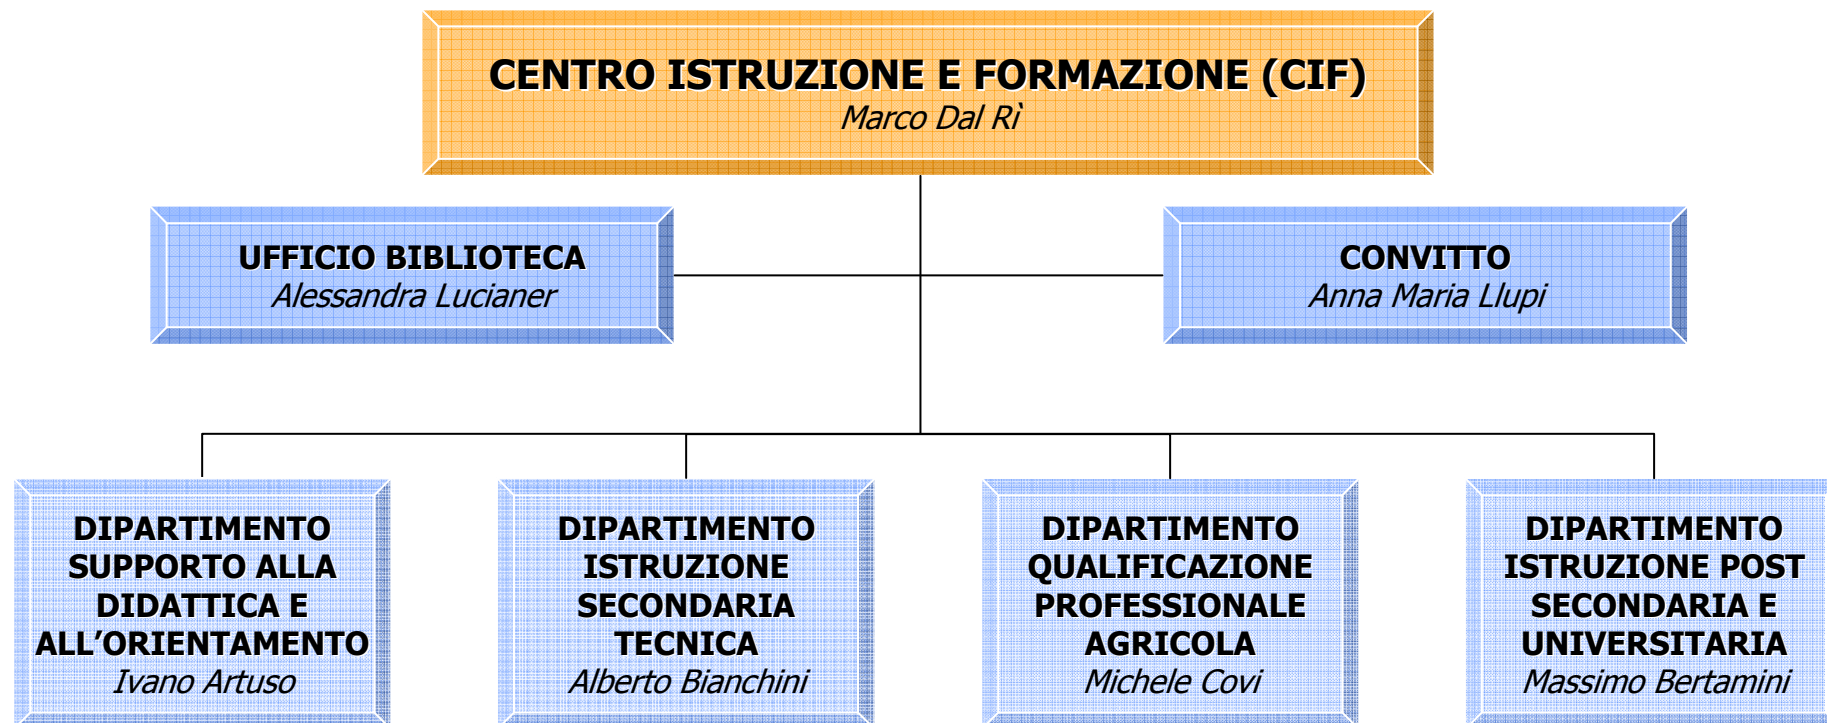 CENTRO ISTRUZIONE E FORMAZIONE (CIF)
Marco Dal Rì
UFFICIO BIBLIOTECA
Alessandra Lucianer
CONVITTO
Anna Maria Llupi
DIPARTIMENTO
SUPPORTO ALLA
DIDATTICA E
ALL’ORIENTAMENTO
Ivano Artuso
DIPARTIMENTO
ISTRUZIONE
SECONDARIA
TECNICA
Alberto Bianchini
DIPARTIMENTO
QUALIFICAZIONE
PROFESSIONALE
AGRICOLA
Michele Covi
DIPARTIMENTO
ISTRUZIONE POST
SECONDARIA E
UNIVERSITARIA
Massimo Bertamini